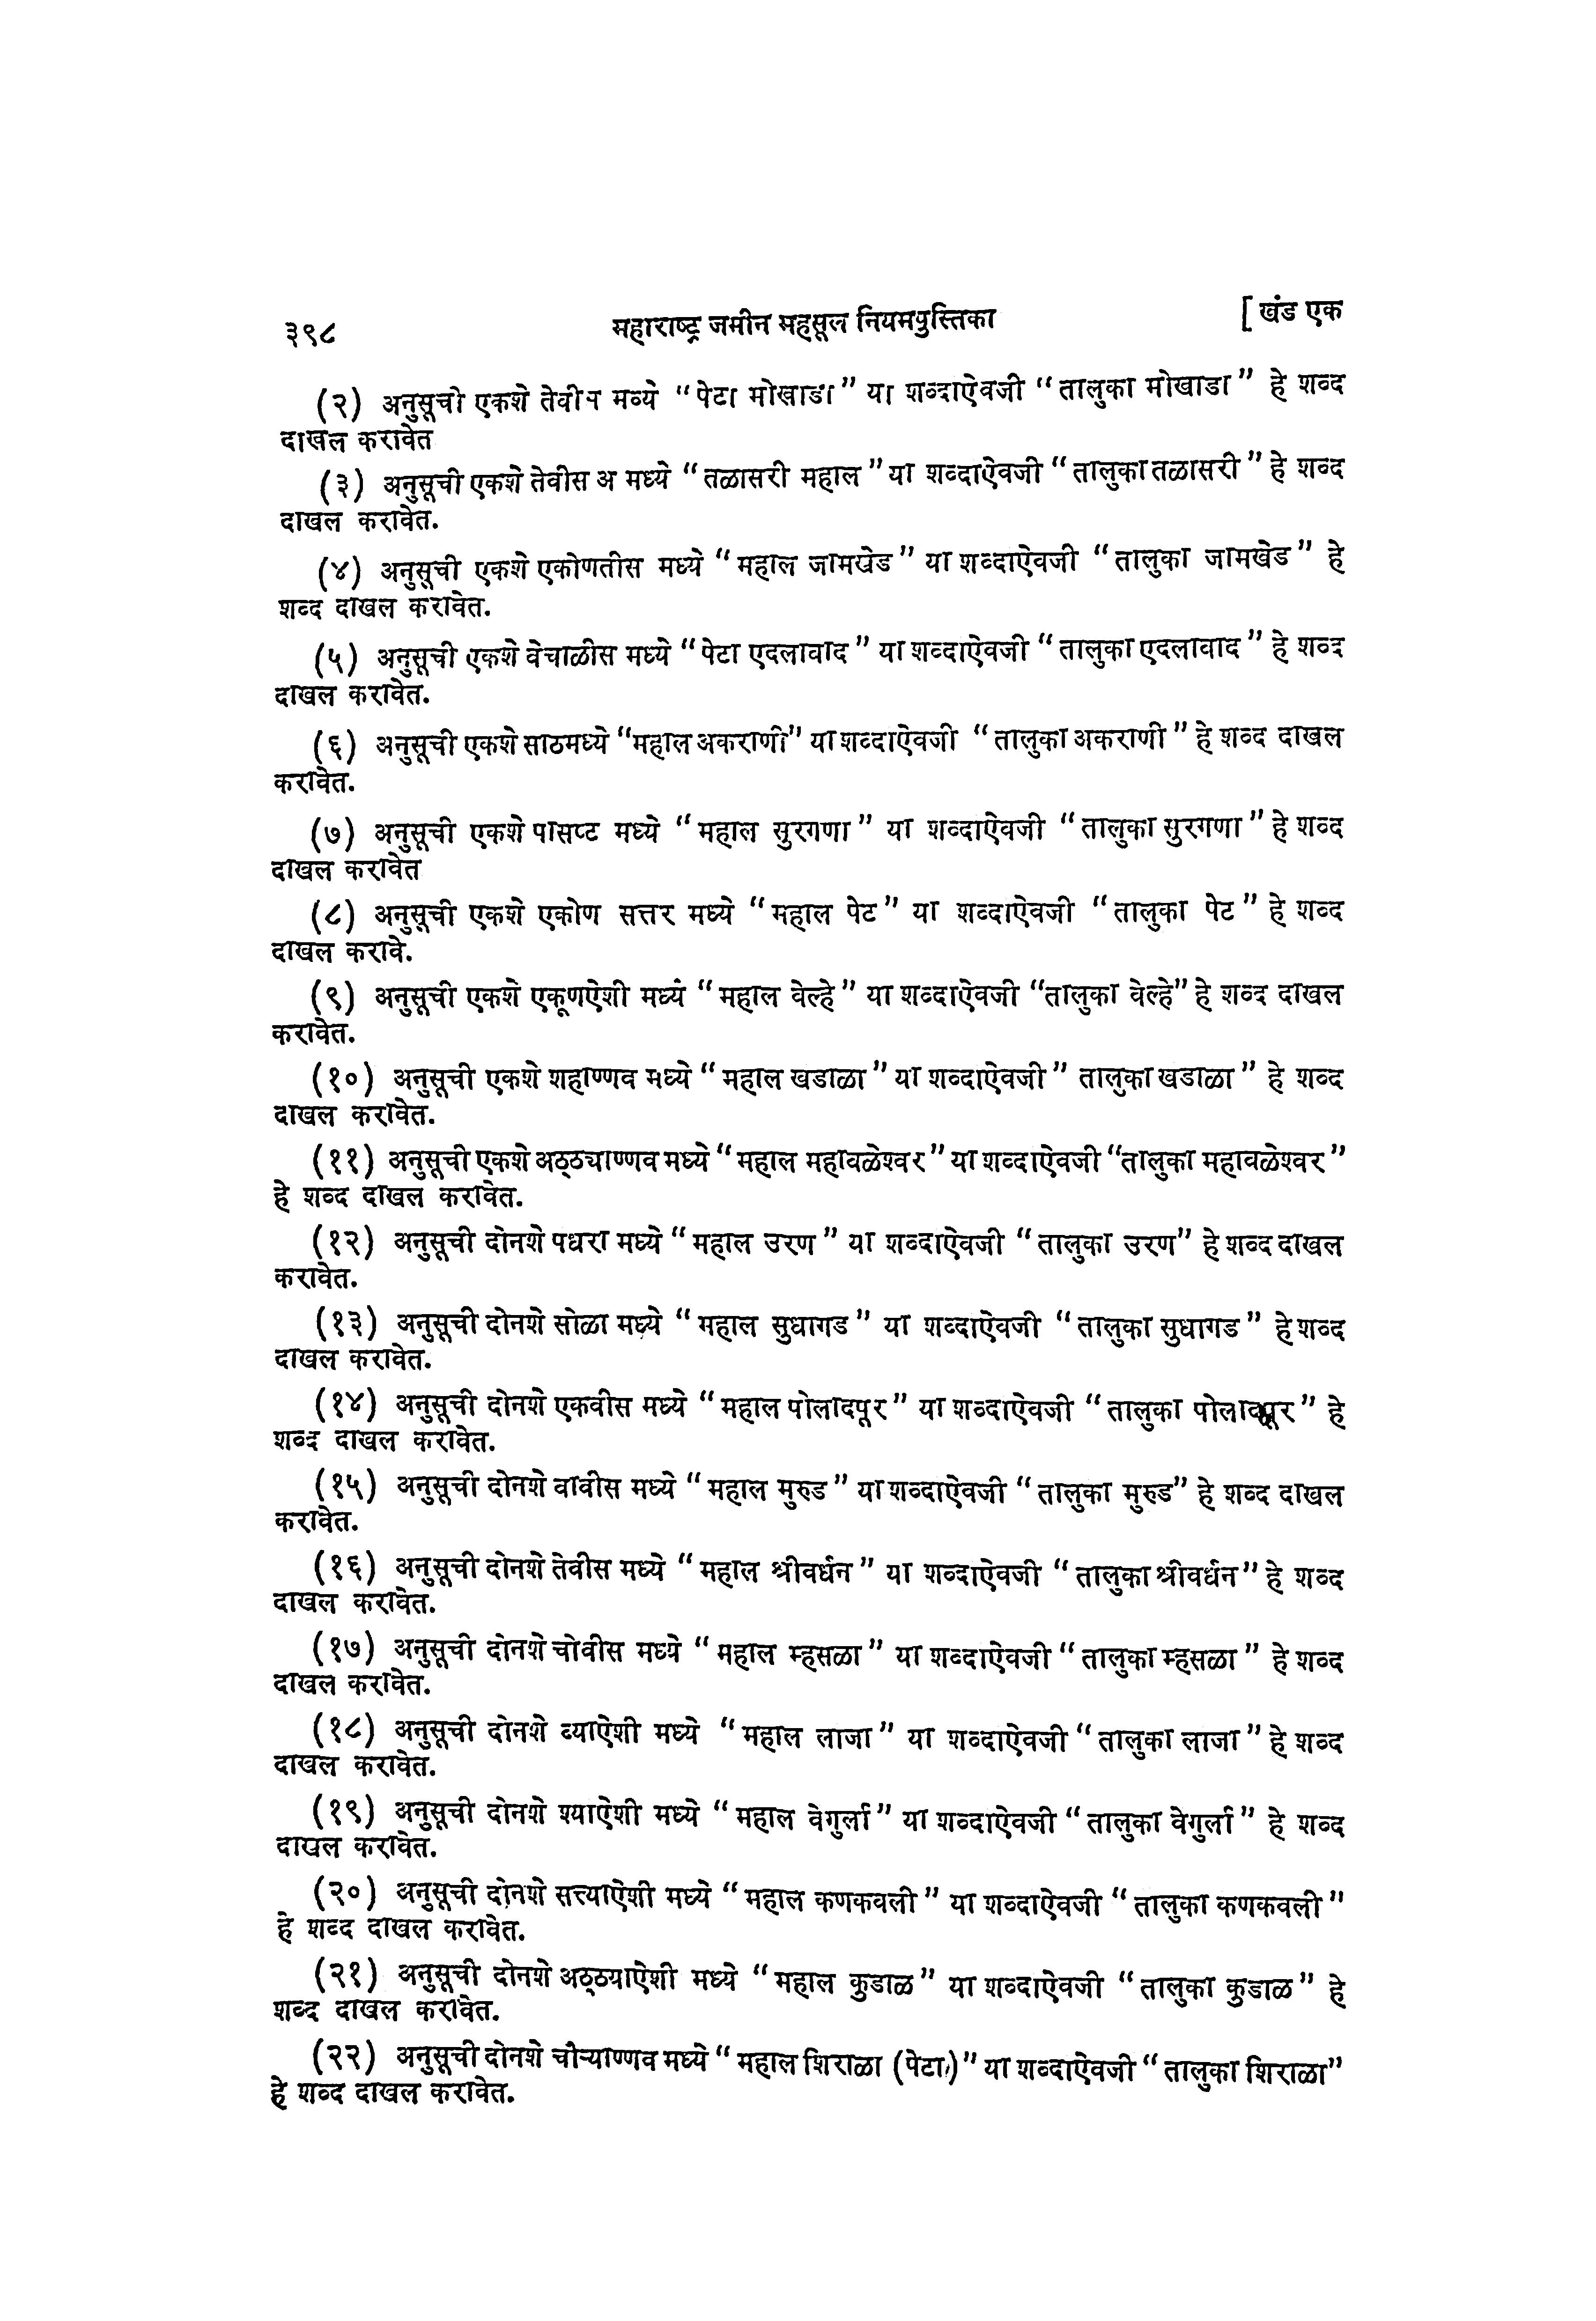 ३९८ महाराष्ट्र जमीन महसूल नियमपुस्तिका [ खंड एक
(२) अनुसूची एकशे तेवीस मध्ये “ पेटा मोखाडा ” या शब्दाऐवजी “ तालुका मोखाडा ” हे शब्द
दाखल करावेत
(३) अनुसूची एकशे तेवीस अ मध्ये “ तळासरी महाल ” या शब्दाऐवजी “ तालुका तळासरी ” हे शब्द
दाखल करावेत.
(४) अनुसूची एकशे एकोणतीस मध्ये “ महाल जामखेड ” या शब्दाऐवजी “ तालुका जामखेड ” हे
शब्द दाखल करावेत.
(५) अनुसूची एकशे वेचाळीस मध्ये “ पेटा एदलावाद ” या शब्दाऐवजी “ तालुका एदलावाद ” हे शब्द
दाखल करावेत.
(६) अनुसूची एकशे साठमध्ये “महाल अकराणी” या शब्दाऐवजी “ तालुका अकराणी ” हे शब्द दाखल
करावेत.
(७) अनुसूची एकशे पासष्ट मध्ये “ महाल सुरगणा ” या शब्दाऐवजी “ तालुका सुरगणा ” हे शब्द
दाखल करावेत
(८) अनुसूची एकशे एकोण सत्तर मध्ये “ महाल पेट ” या शब्दाऐवजी “ तालुका पेट ” हे शब्द
दाखल करावे.
(९) अनुसूची एकशे एकूणऐशी मध्यं “ महाल वेल्हे ” या शब्दाऐवजी “तालुका वेल्हे” हे शब्द दाखल
करावेत.
(१०) अनुसूची एकशे शहाण्णव मध्ये “ महाल खडाळा ” या शब्दाऐवजी ” तालुका खडाळा ” हे शब्द
दाखल करावेत.
(११) अनुसूची एकशे अठ्ठ्याण्णव मध्ये “ महाल महावळेश्वर ” या शब्दाऐवजी “तालुका महावळेश्वर ”
हे शब्द दाखल करावेत.
(१२) अनुसूची दोनशे पधरा मध्ये “ महाल उरण ” या शब्दाऐवजी “ तालुका उरण” हे शब्द दाखल
करावेत.
(१३) अनुसूची दोनशे सोळा मध्ये “ महाल सुधागड ” या शब्दाऐवजी “ तालुका सुधागड ” हे शब्द
दाखल करावेत.
(१४) अनुसूची दोनशे एकवीस मध्ये “ महाल पोलादपूर ” या शब्दाऐवजी “ तालुका पोलादपूर ” हे
शब्द दाखल करावेत.
(१५) अनुसूची दोनशे वावीस मध्ये “ महाल मुरुड ” या शब्दाऐवजी “ तालुका मुरुड” हे शब्द दाखल
करावेत.
(१६) अनुसूची दोनशे तेवीस मध्ये “ महाल श्रीवर्धन ” या शब्दाऐवजी “ तालुका श्रीवर्धन ” हे शब्द
दाखल करावेत.
(१७) अनुसूची दोनशे चोवीस मध्ये “ महाल म्हसळा ” या शब्दाऐवजी “ तालुका म्हसळा ” हे शब्द
दाखल करावेत.
(१८) अनुसूची दोनशे व्याऐशी मध्ये “ महाल लाजा ” या शब्दाऐवजी “ तालुका लाजा ” हे शब्द
दाखल करावेत.
(१९) अनुसूची दोनशे श्याऐशी मध्ये “ महाल वेगुर्ला ” या शब्दाऐवजी “ तालुका वेगुर्ला ” हे शब्द
दाखल करावेत.
(२०) अनुसूची दोनशे सत्त्याऐशी मध्ये “ महाल कणकवली ” या शब्दाऐवजी “ तालुका कणकवली ”
हे शब्द दाखल करावेत.
(२१) अनुसूची दोनशे अठ्ठयाऐशी मध्ये “ महाल कुडाळ ” या शब्दाऐवजी “ तालुका कुडाळ ” हे
शब्द दाखल करावेत.
(२२) अनुसूची दोनशे चौऱ्याण्णव मध्ये “ महाल शिराळा (पेटा) ” या शब्दाऐवजी “ तालुका शिराळा”
हे शब्द दाखल करावेत.